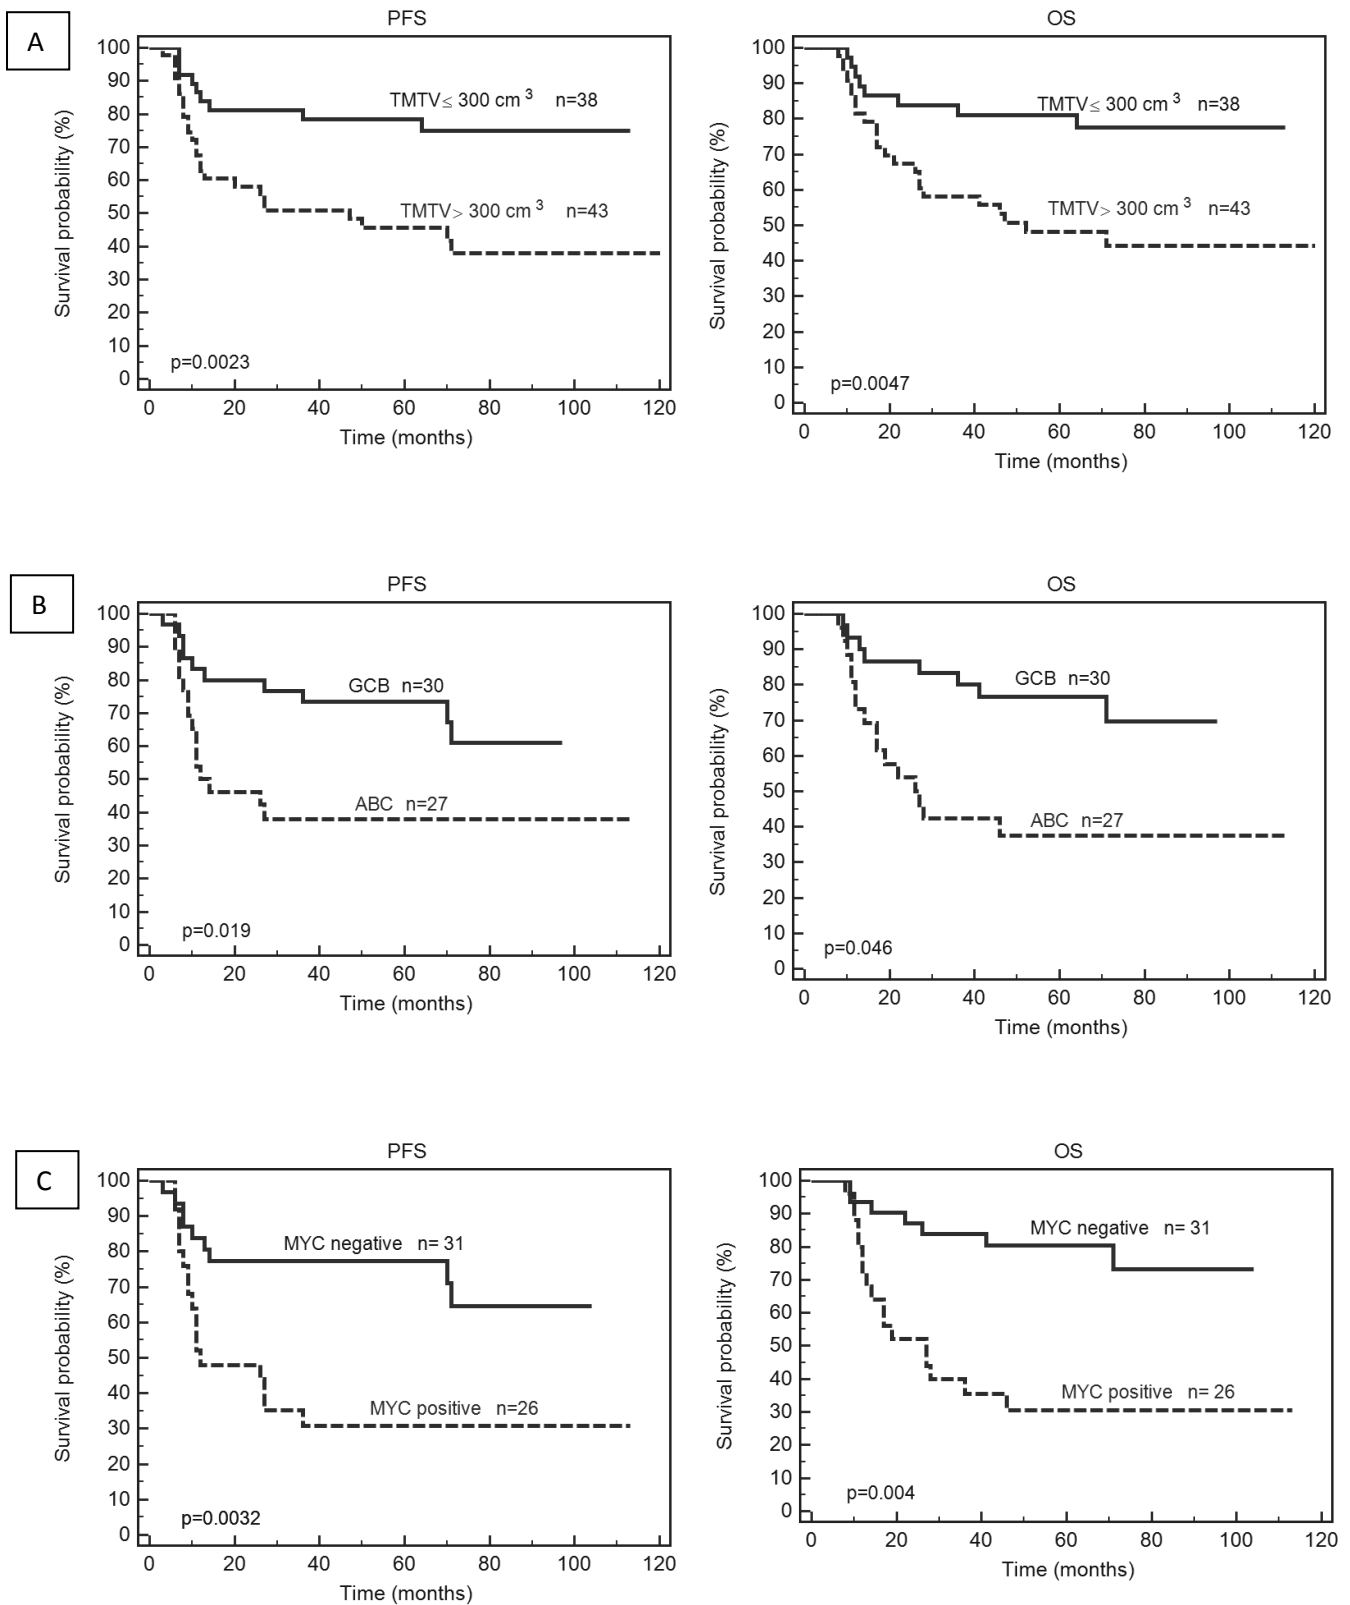 A
PFS
Survival probability (%)
100
90
80
70
60
50
40
30
20
10
0
TMTV≤ 300 cm³ n=38
TMTV> 300 cm³ n=43
p=0.0023
0 20 40 60 80 100 120
Time (months)
OS
Survival probability (%)
100
90
80
70
60
50
40
30
20
10
0
TMTV≤ 300 cm³ n=38
TMTV> 300 cm³ n=43
p=0.0047
0 20 40 60 80 100 120
Time (months)
B
PFS
Survival probability (%)
100
90
80
70
60
50
40
30
20
10
0
GCB n=30
ABC n=27
p=0.019
0 20 40 60 80 100 120
Time (months)
OS
Survival probability (%)
100
90
80
70
60
50
40
30
20
10
0
GCB n=30
ABC n=27
p=0.046
0 20 40 60 80 100 120
Time (months)
C
PFS
Survival probability (%)
100
90
80
70
60
50
40
30
20
10
0
MYC negative n= 31
MYC positive n=26
p=0.0032
0 20 40 60 80 100 120
Time (months)
OS
Survival probability (%)
100
90
80
70
60
50
40
30
20
10
0
MYC negative n= 31
MYC positive n= 26
p=0.004
0 20 40 60 80 100 120
Time (months)